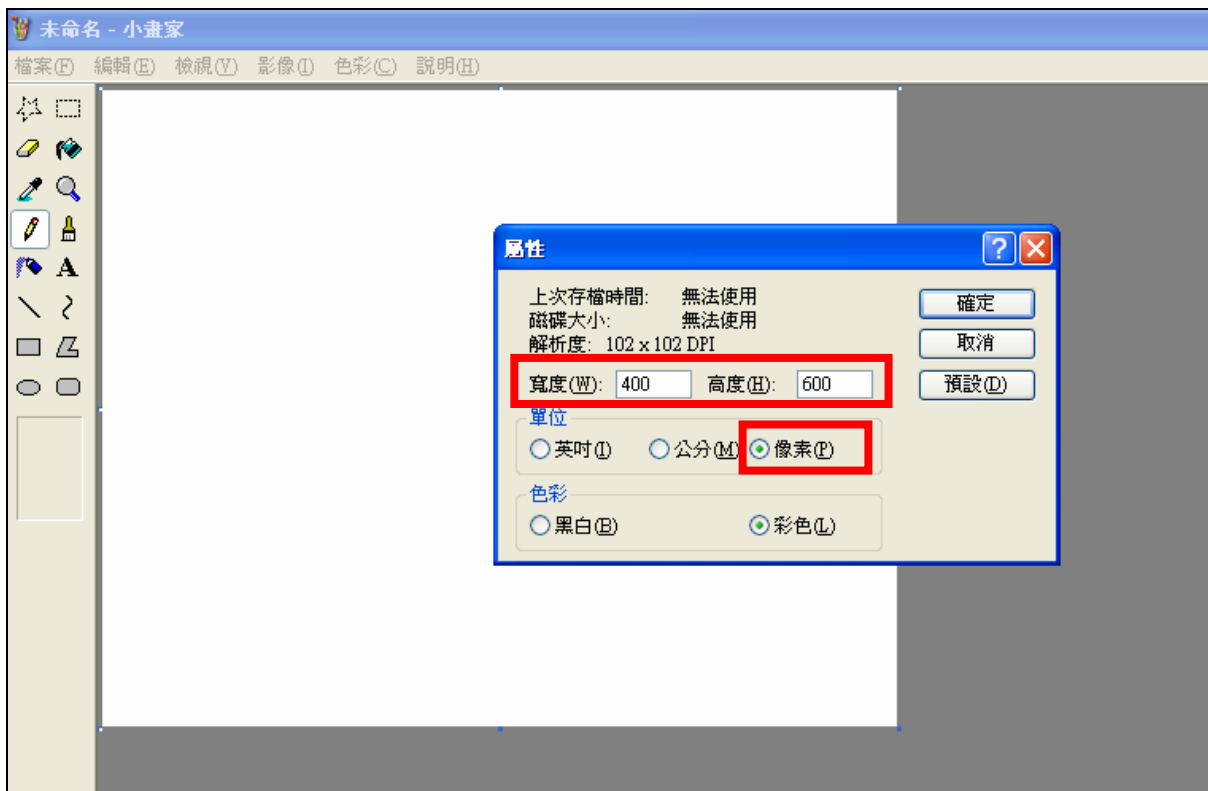 未命名 - 小畫家
檔案(F) 編輯(E) 檢視(V) 影像(I) 色彩(C) 說明(H)
A
屬性
上次存檔時間: 無法使用
磁碟大小: 無法使用
解析度: 102 x 102 DPI
寬度(W): 400 高度(H): 600
單位
英吋(I) 公分(M) 像素(P)
色彩
黑白(B) 彩色(L)
確定
取消
預設(D)